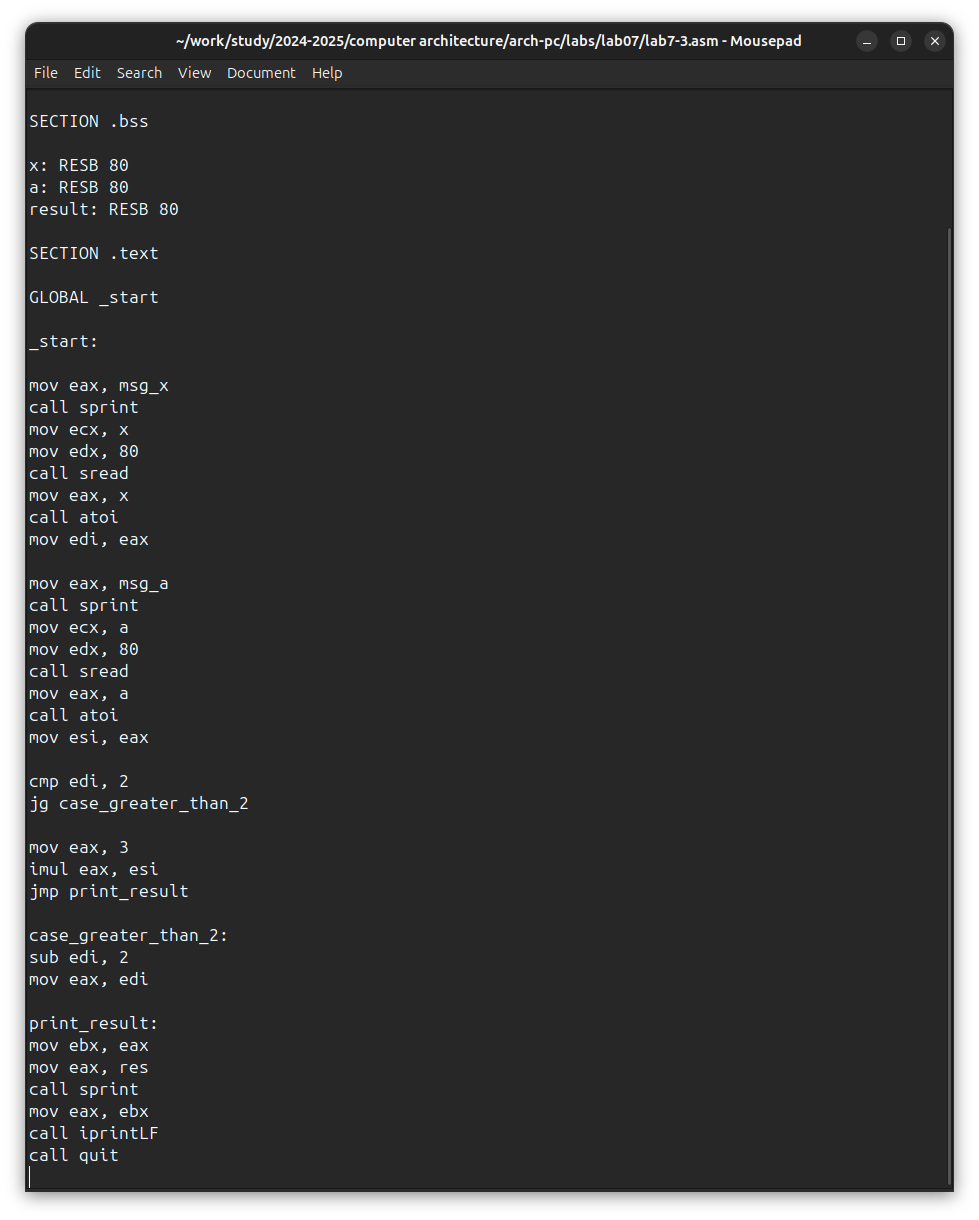 ~/work/study/2024-2025/computer architecture/arch-pc/labs/lab07/lab7-3.asm - Mousepad
File Edit Search View Document Help
SECTION .bss
x: RESB 80
a: RESB 80
result: RESB 80
SECTION .text
GLOBAL _start
_start:
mov eax, msg_x
call sprint
mov ecx, x
mov edx, 80
call sread
mov eax, x
call atoi
mov edi, eax
mov eax, msg_a
call sprint
mov ecx, a
mov edx, 80
call sread
mov eax, a
call atoi
mov esi, eax
cmp edi, 2
jg case_greater_than_2
mov eax, 3
imul eax, esi
jmp print_result
case_greater_than_2:
sub edi, 2
mov eax, edi
print_result:
mov ebx, eax
mov eax, res
call sprint
mov eax, ebx
call iprintLF
call quit